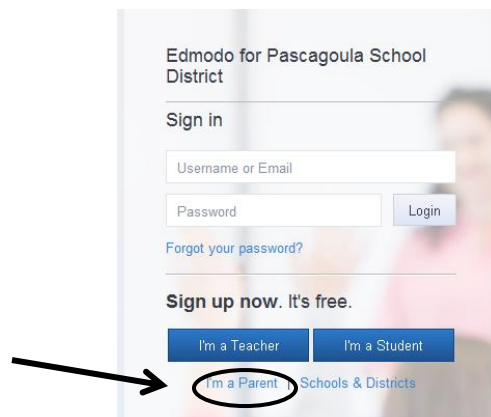 Edmodo for Pascagoula School
District
Sign in
Username or Email
Password
Login
Forgot your password?
Sign up now. It's free.
I'm a Teacher
I'm a Student
I'm a Parent | Schools & Districts